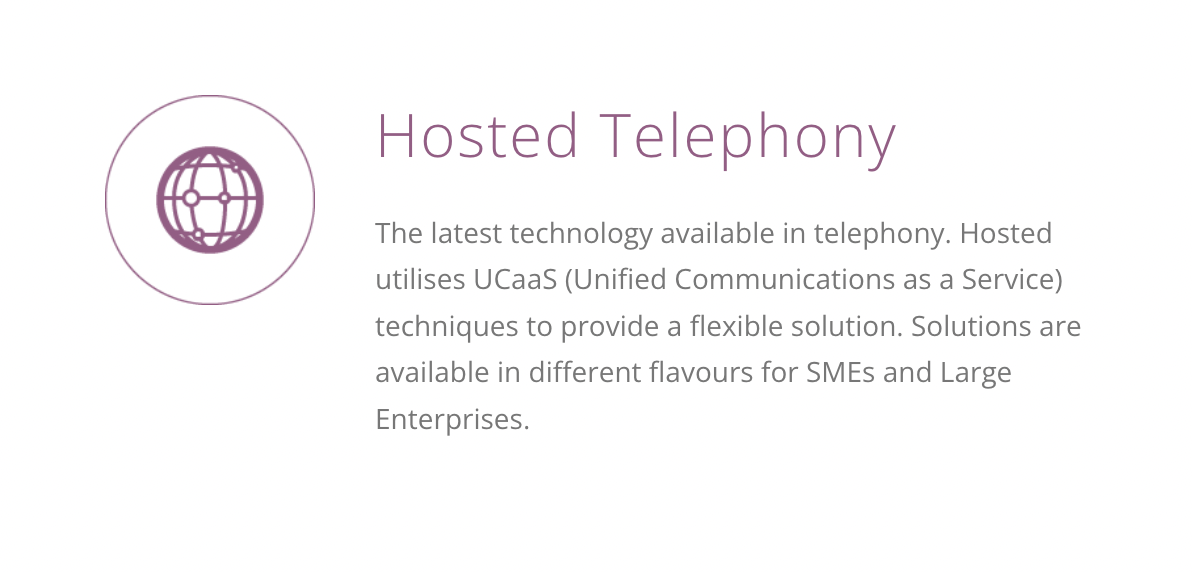 Hosted Telephony
The latest technology available in telephony. Hosted
utilises UCaaS (Unified Communications as a Service)
techniques to provide a flexible solution. Solutions are
available in different flavours for SMEs and Large
Enterprises.